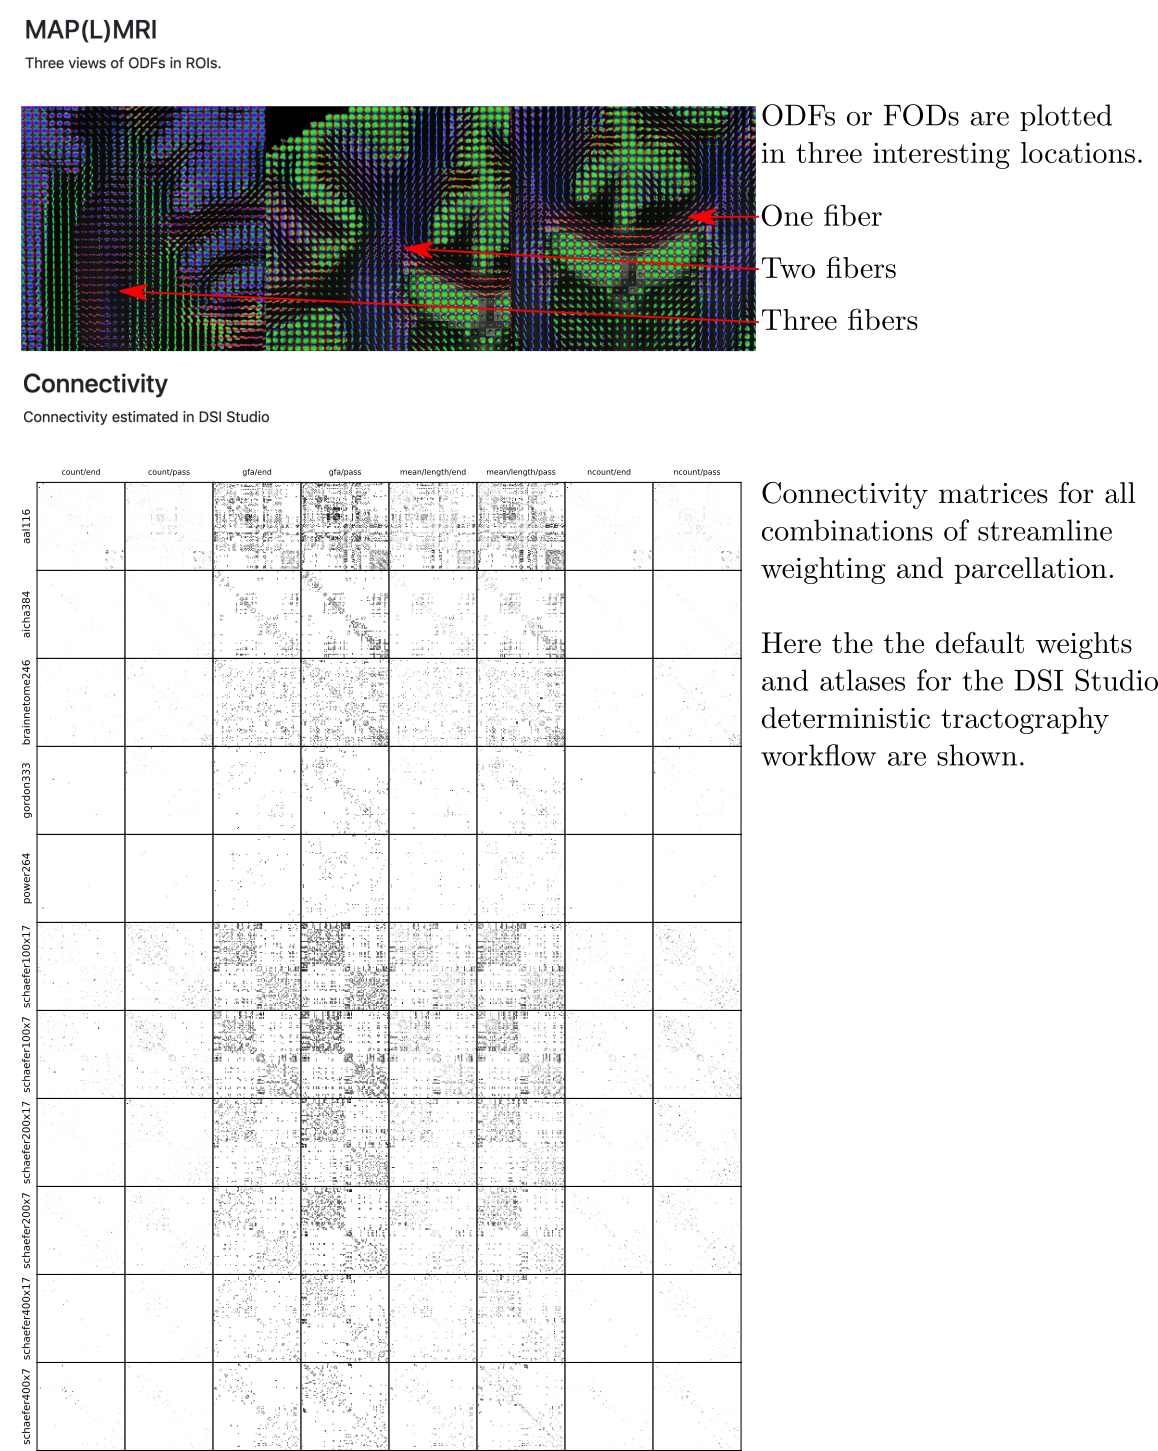 MAP(L)MRI
Three views of ODFs in ROIs.
ODFs or FODs are plotted
in three interesting locations.
One fiber
Two fibers
Three fibers
Connectivity
Connectivity estimated in DSI Studio
count/end count/pass gfa/end gfa/pass mean/length/end mean/length/pass ncount/end ncount/pass
aal116
aicha384
brainnetome246
gordon333
power264
schaefer100x17
schaefer100x7
schaefer200x17
schaefer200x7
schaefer400x17
schaefer400x7
Connectivity matrices for all
combinations of streamline
weighting and parcellation.
Here the the default weights
and atlases for the DSI Studio
deterministic tractography
workflow are shown.